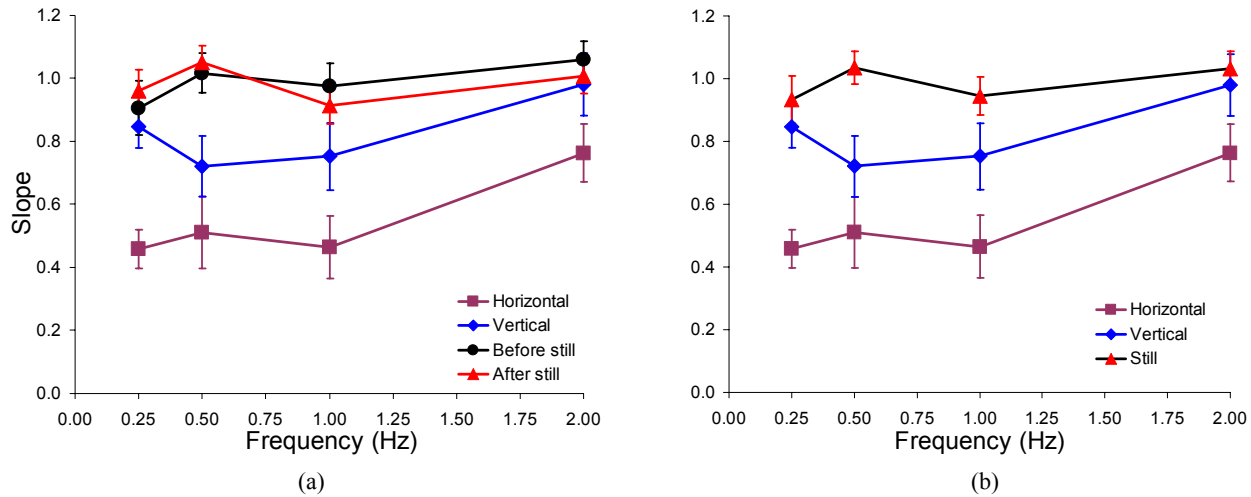 1.2
1.0
0.8
0.6
0.4
0.2
0.0
Slope
0.00 0.25 0.50 0.75 1.00 1.25 1.50 1.75 2.00
Frequency (Hz)
Horizontal
Vertical
Before still
After still
(a)
1.2
1.0
0.8
0.6
0.4
0.2
0.0
0.00 0.25 0.50 0.75 1.00 1.25 1.50 1.75 2.00
Frequency (Hz)
Horizontal
Vertical
Still
(b)